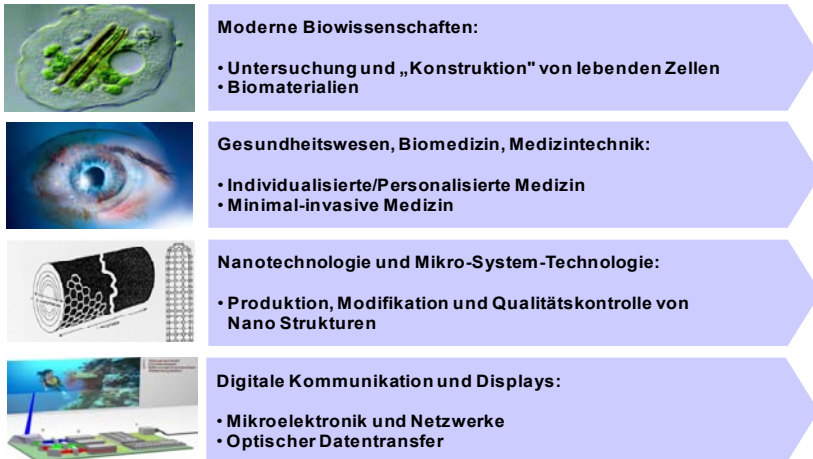 Moderne Biowissenschaften:
• Untersuchung und „Konstruktion" von lebenden Zellen
• Biomaterialien
Gesundheitswesen, Biomedizin, Medizintechnik:
• Individualisierte/Personalisierte Medizin
• Minimal-invasive Medizin
Nanotechnologie und Mikro-System-Technologie:
• Produktion, Modifikation und Qualitätskontrolle von
Nano Strukturen
Digitale Kommunikation und Displays:
• Mikroelektronik und Netzwerke
• Optischer Datentransfer